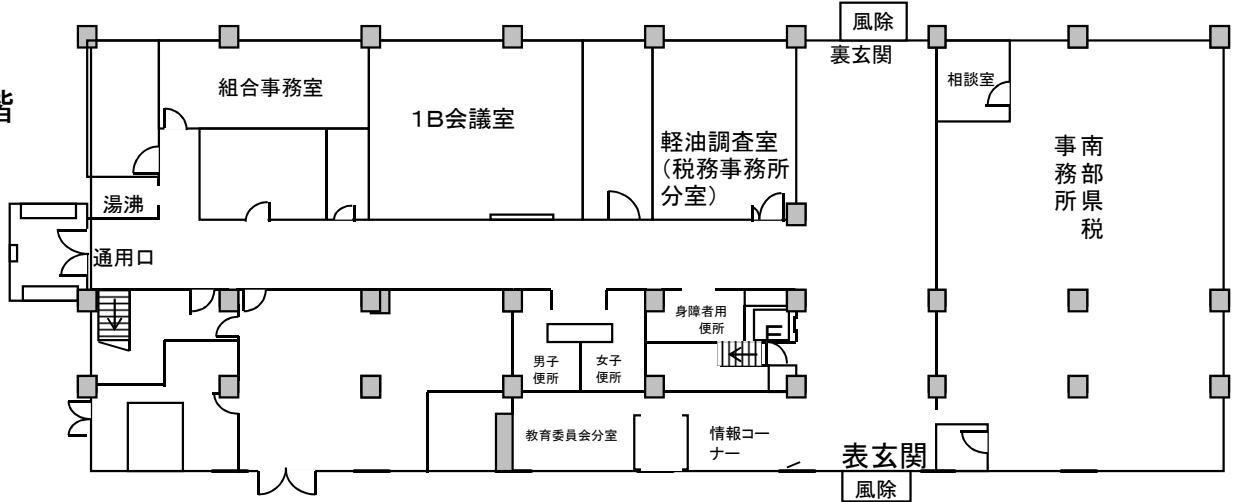 風除
裏玄関
階
組合事務室
1B会議室
軽油調査室
(税務事務所
分室)
相談室
南部県税
事務所
湯沸
通用口
身障者用
便所
E
男子
便所
女子
便所
教育委員会分室
情報コー
ナー
表玄関
風除